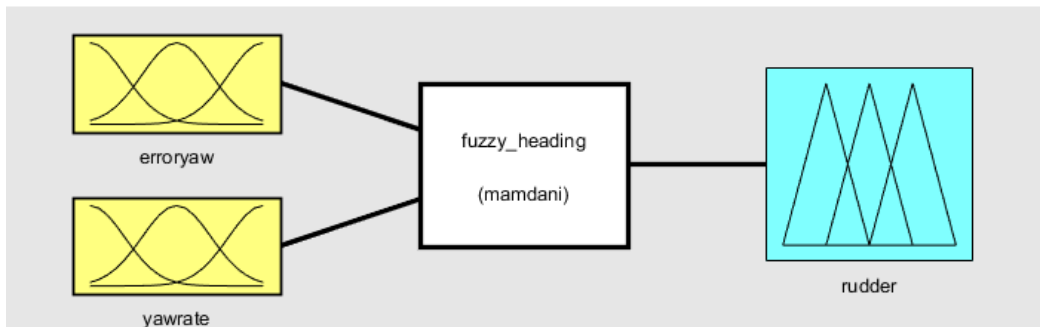 erroryaw
fuzzy_heading
(mamdani)
rudder
yawrate